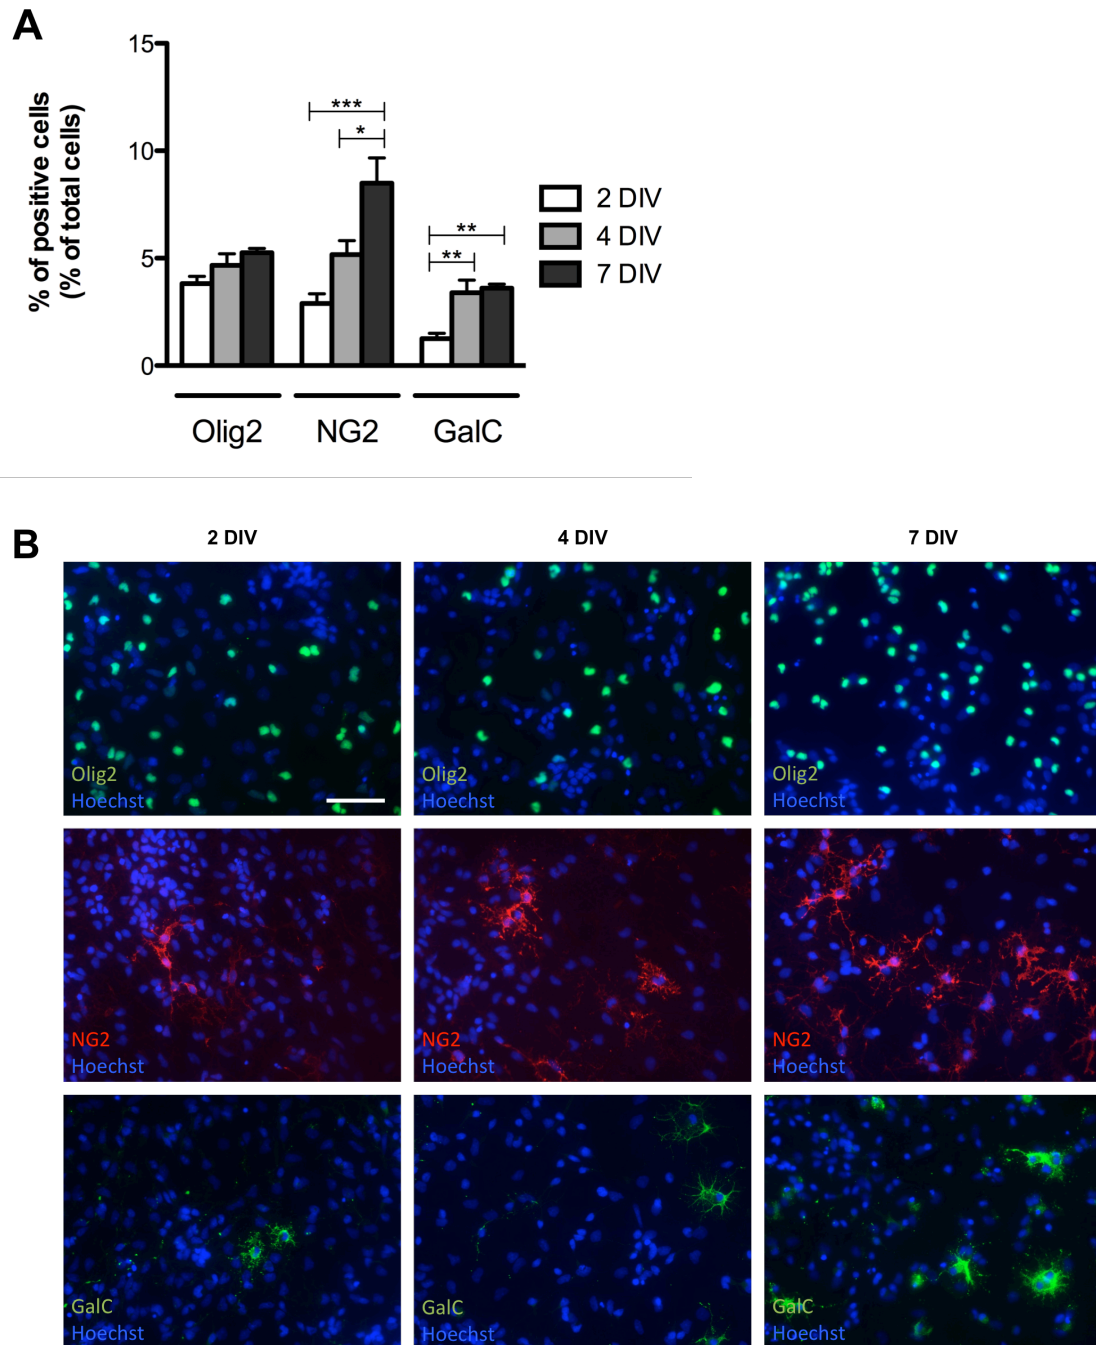 A
15
10
5
0
% of positive cells
(% of total cells)
***
*
**
**
2 DIV
4 DIV
7 DIV
Olig2 NG2 GalC
B
2 DIV 4 DIV 7 DIV
Olig2
Hoechst
Olig2
Hoechst
Olig2
Hoechst
NG2
Hoechst
NG2
Hoechst
NG2
Hoechst
GalC
Hoechst
GalC
Hoechst
GalC
Hoechst